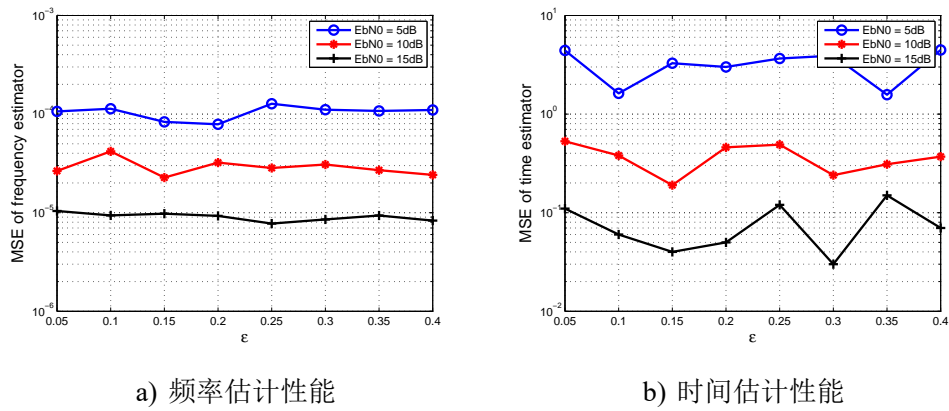 10^-3
10^-4
10^-5
10^-6
MSE of frequency estimator
EbN0 = 5dB
EbN0 = 10dB
EbN0 = 15dB
0.05 0.1 0.15 0.2 0.25 0.3 0.35 0.4
ε
a) 频率估计性能
10^2
10^1
10^0
10^-1
10^-2
MSE of time estimator
EbN0 = 5dB
EbN0 = 10dB
EbN0 = 15dB
0.05 0.1 0.15 0.2 0.25 0.3 0.35 0.4
ε
b) 时间估计性能